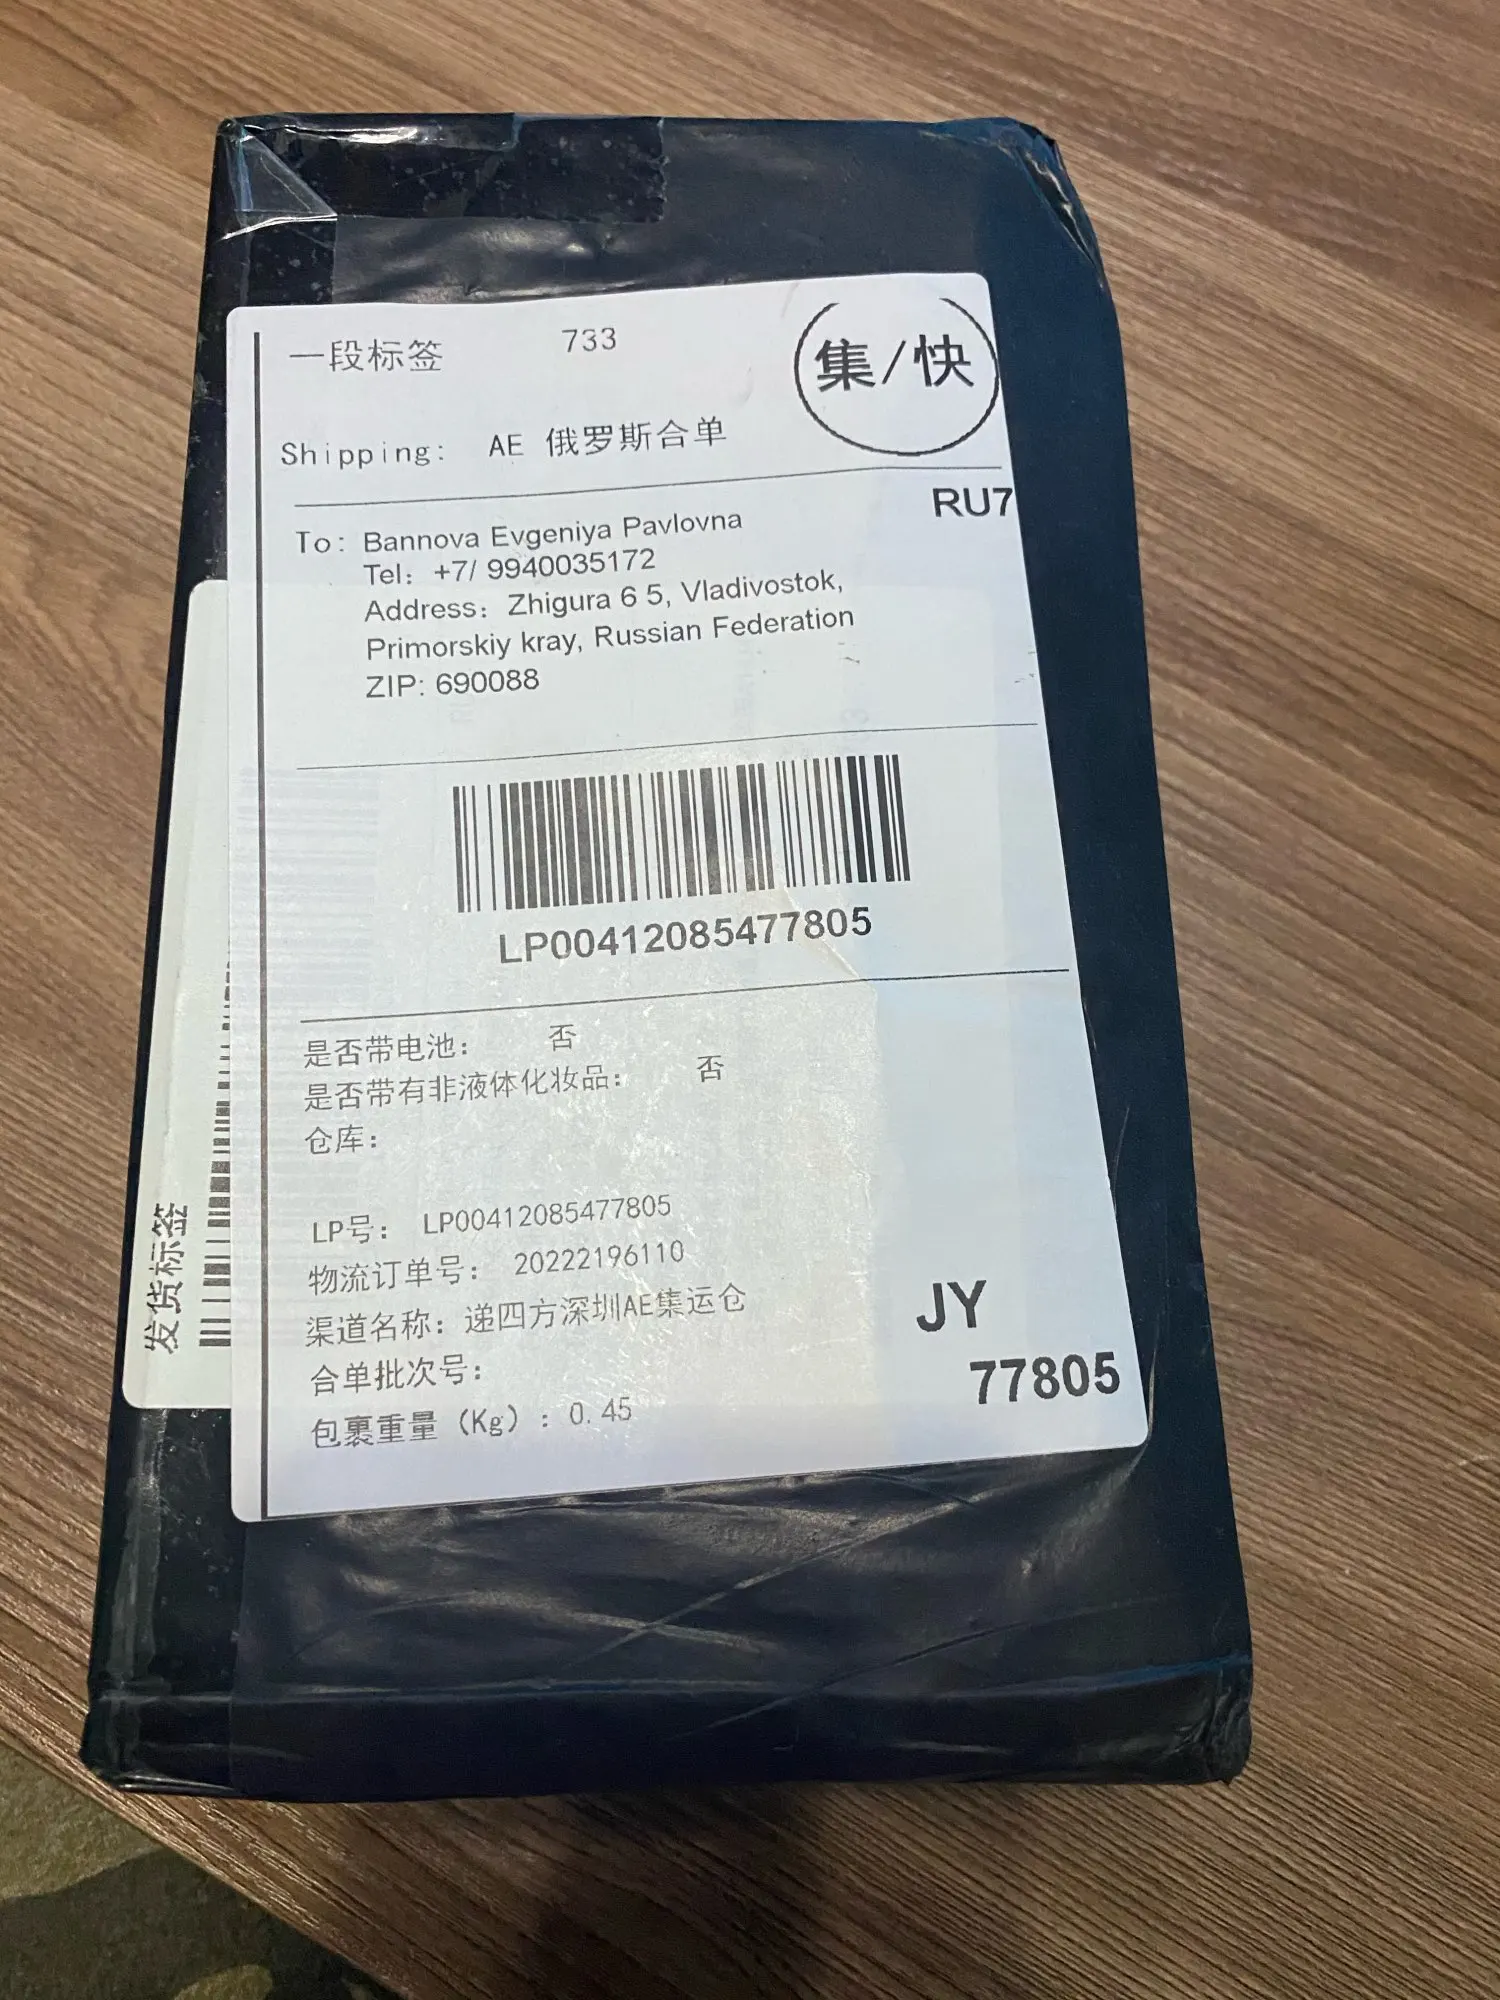 一段标签 733
集/快
Shipping: AE 俄罗斯合单
RU7
To: Bannova Evgeniya Pavlovna
Tel: +7/ 9940035172
Address: Zhigura 6 5, Vladivostok,
Primorskiy kray, Russian Federation
ZIP: 690088
LP00412085477805
是否带电池: 否
是否带有非液体化妆品: 否
仓库:
LP号: LP00412085477805
物流订单号: 20222196110
渠道名称: 递四方深圳AE集运仓
合单批次号:
包裹重量 (Kg) : 0.45
JY
77805
发货标签